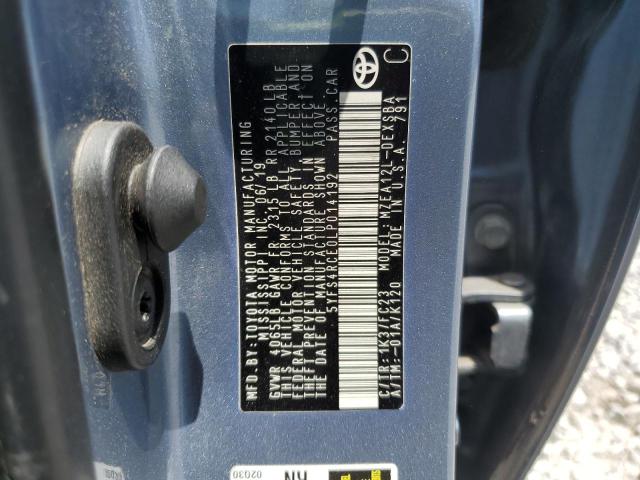 MFD.BY:TOYOTA MOTOR MANUFACTURING
MISSISSIPPI INC. 06/19
GVWR 4065LB GAWR FR 2315 LB RR 2140 LB
THIS VEHICLE CONFORMS TO ALL APPLICABLE
FEDERAL MOTOR VEHICLE SAFETY, BUMPER AND
THEFT PREVENTION STANDARDS IN EFFECT ON
THE DATE OF MANUFACTURE SHOWN ABOVE.
5YFS4RCE0LP014192 PASS.CAR
C
C/TR: 1K3/FC23 MODEL: MZEA12L-DEXSBA
A/TM: -01A/K120 MADE IN U.S.A. 791
02030